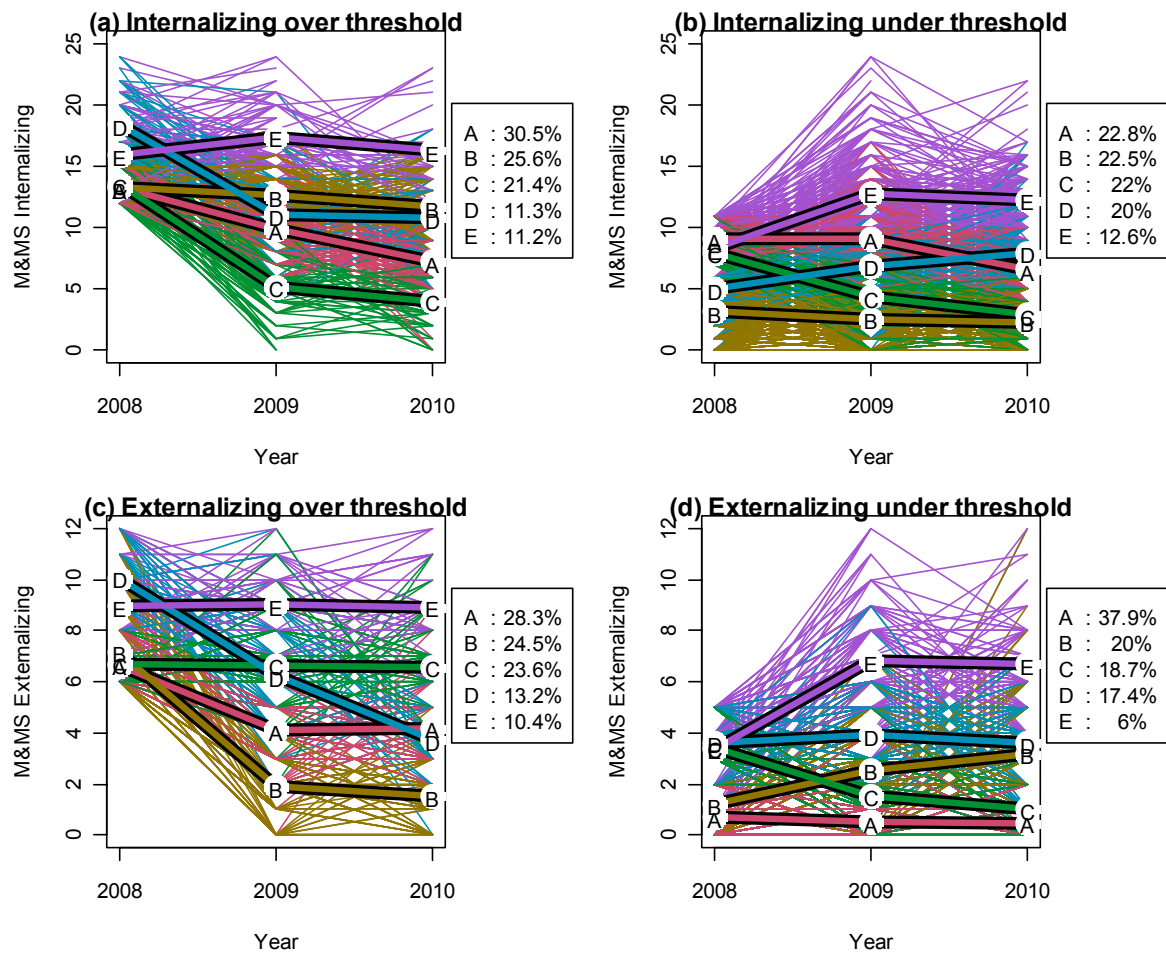 (a) Internalizing over threshold
M&MS Internalizing
25
20
15
10
5
0
2008 2009 2010
Year
D
E
C
A
E
B
D
A
C
E
B
D
A
C
A : 30.5%
B : 25.6%
C : 21.4%
D : 11.3%
E : 11.2%
(b) Internalizing under threshold
M&MS Internalizing
25
20
15
10
5
0
2008 2009 2010
Year
A
C
D
B
E
A
D
C
B
E
D
A
C
B
A : 22.8%
B : 22.5%
C : 22%
D : 20%
E : 12.6%
(c) Externalizing over threshold
M&MS Externalizing
12
10
8
6
4
2
0
2008 2009 2010
Year
D
E
B
C
A
E
C
D
A
B
E
C
A
D
B
A : 28.3%
B : 24.5%
C : 23.6%
D : 13.2%
E : 10.4%
(d) Externalizing under threshold
M&MS Externalizing
12
10
8
6
4
2
0
2008 2009 2010
Year
D
B
A
E
D
B
C
A
E
D
B
C
A
A : 37.9%
B : 20%
C : 18.7%
D : 17.4%
E : 6%